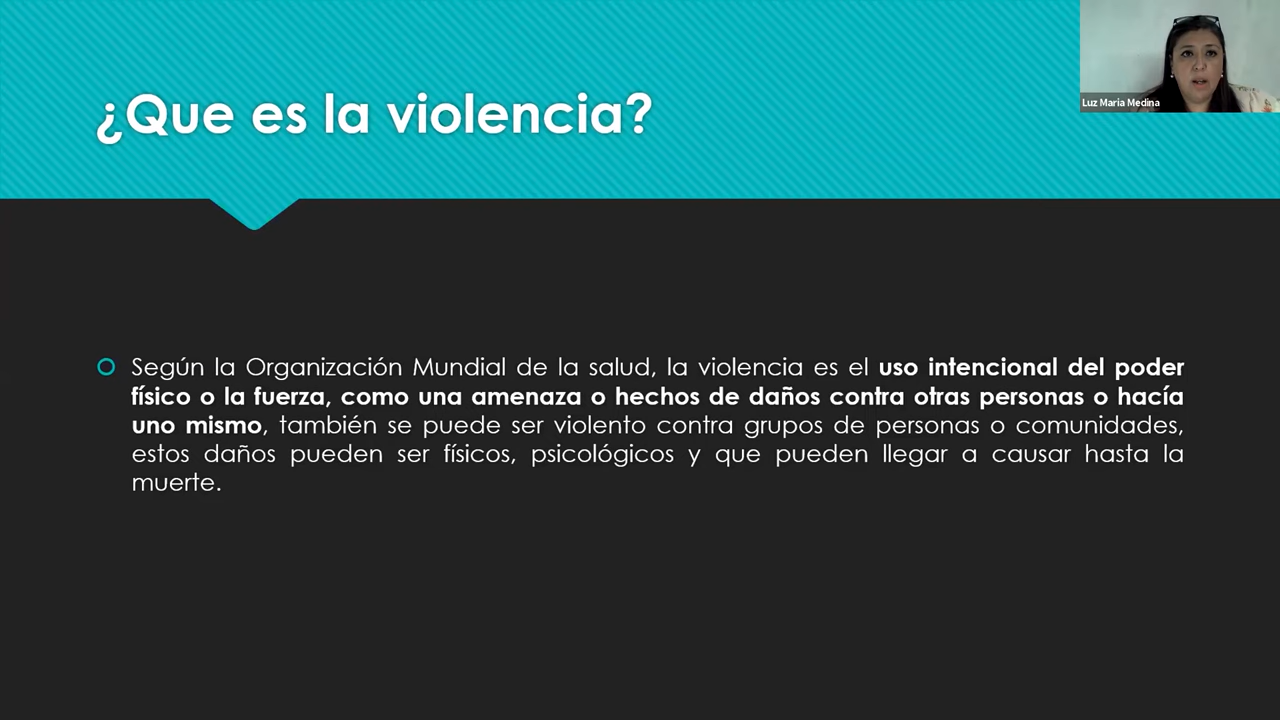 ¿Que es la violencia?
Luz Maria Medina
Según la Organización Mundial de la salud, la violencia es el uso intencional del poder
físico o la fuerza, como una amenaza o hechos de daños contra otras personas o hacía
uno mismo, también se puede ser violento contra grupos de personas o comunidades,
estos daños pueden ser físicos, psicológicos y que pueden llegar a causar hasta la
muerte.